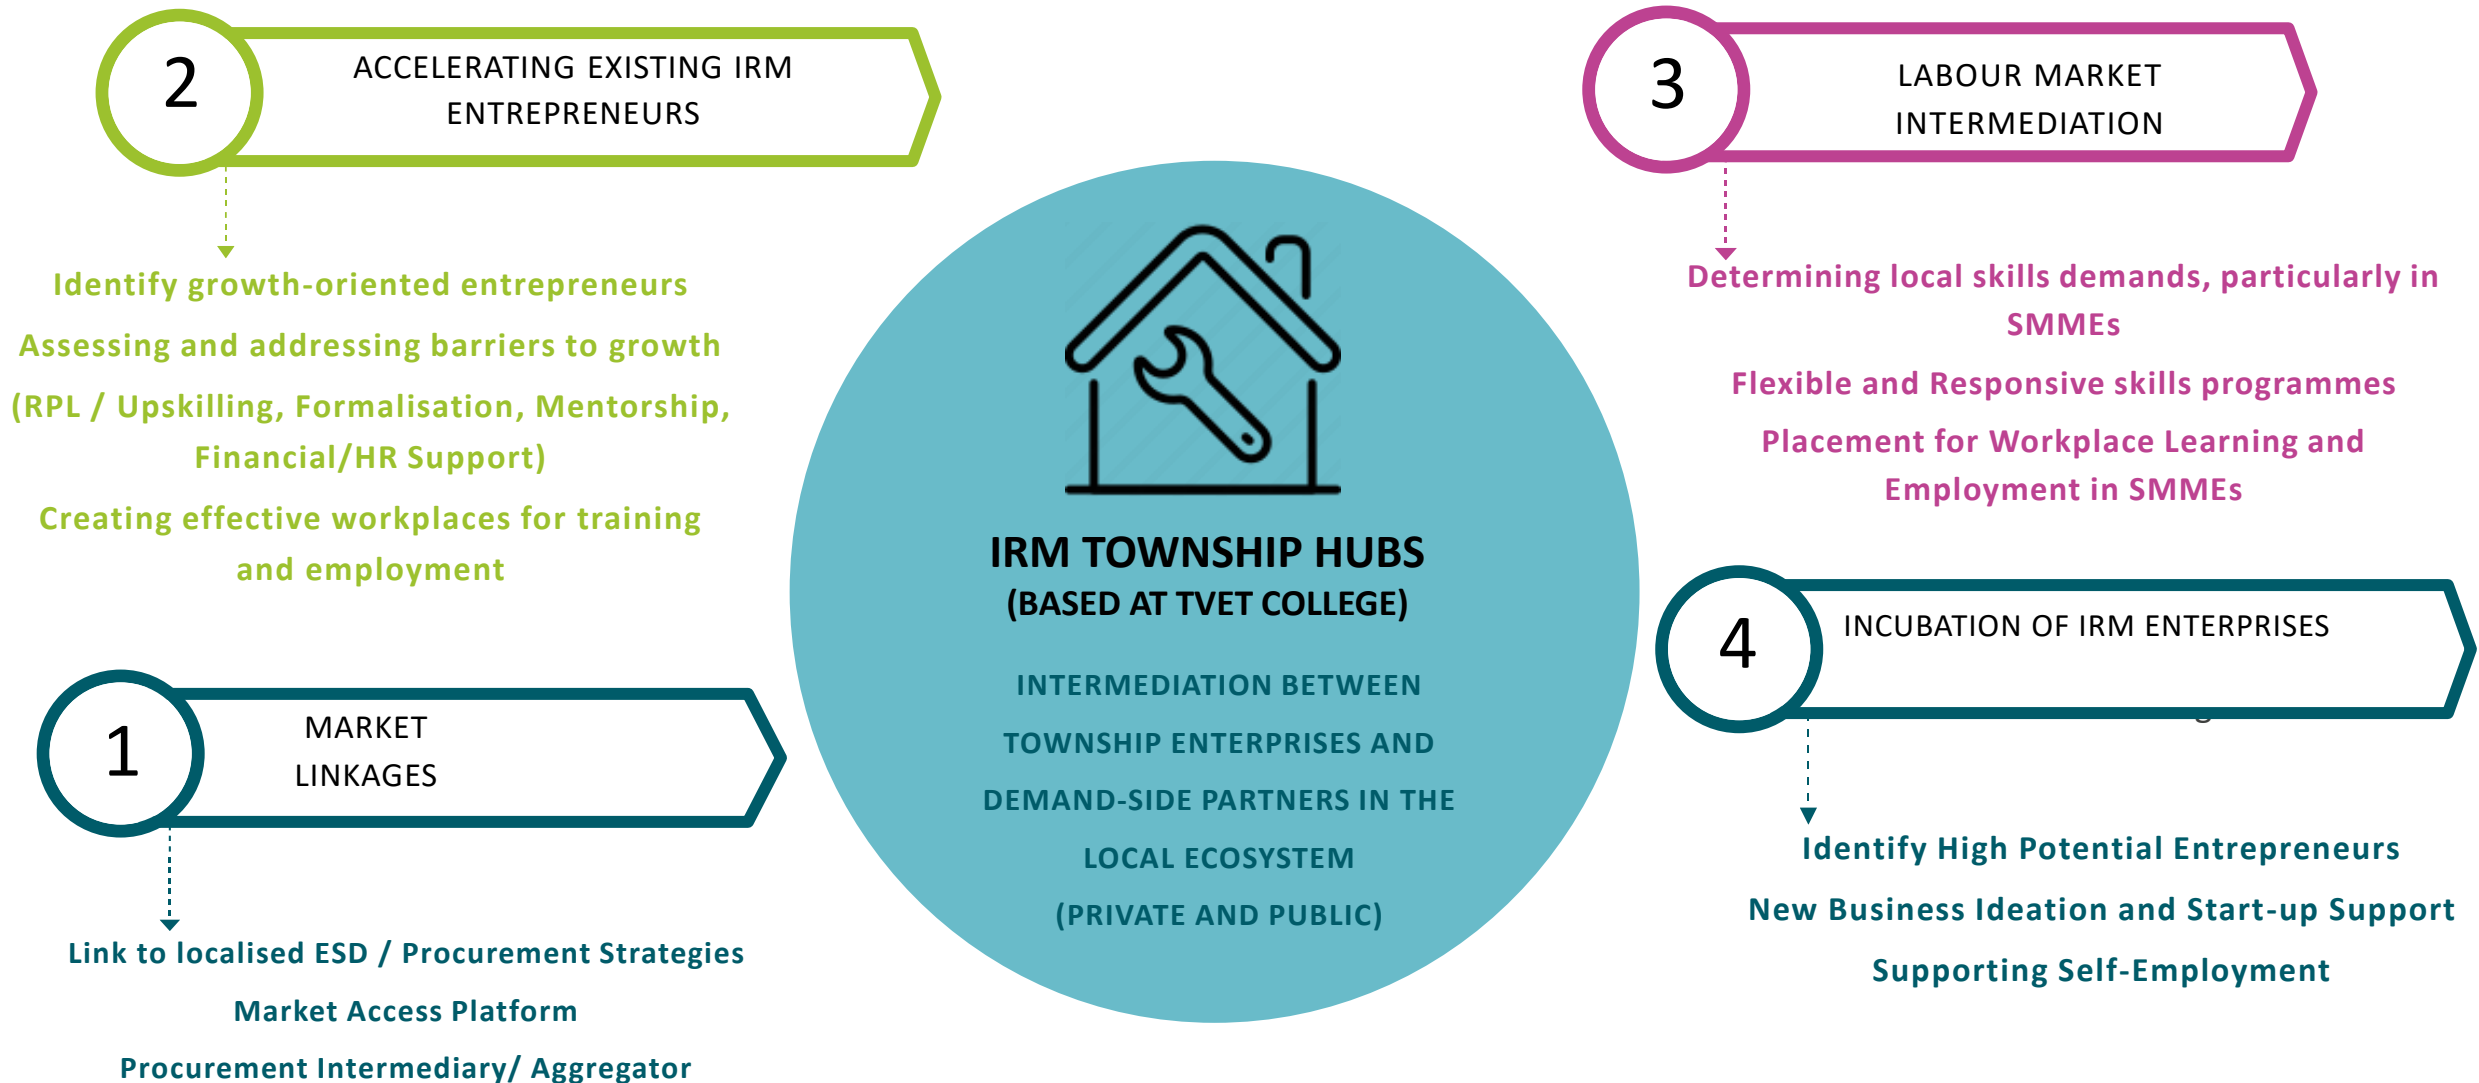 2
ACCELERATING EXISTING IRM
ENTREPRENEURS
Identify growth-oriented entrepreneurs
Assessing and addressing barriers to growth
(RPL / Upskilling, Formalisation, Mentorship,
Financial/HR Support)
Creating effective workplaces for training
and employment
1
MARKET
LINKAGES
Link to localised ESD / Procurement Strategies
Market Access Platform
Procurement Intermediary/ Aggregator
IRM TOWNSHIP HUBS
(BASED AT TVET COLLEGE)
INTERMEDIATION BETWEEN
TOWNSHIP ENTERPRISES AND
DEMAND-SIDE PARTNERS IN THE
LOCAL ECOSYSTEM
(PRIVATE AND PUBLIC)
3
LABOUR MARKET
INTERMEDIATION
Determining local skills demands, particularly in
SMMEs
Flexible and Responsive skills programmes
Placement for Workplace Learning and
Employment in SMMEs
4
INCUBATION OF IRM ENTERPRISES
Identify High Potential Entrepreneurs
New Business Ideation and Start-up Support
Supporting Self-Employment